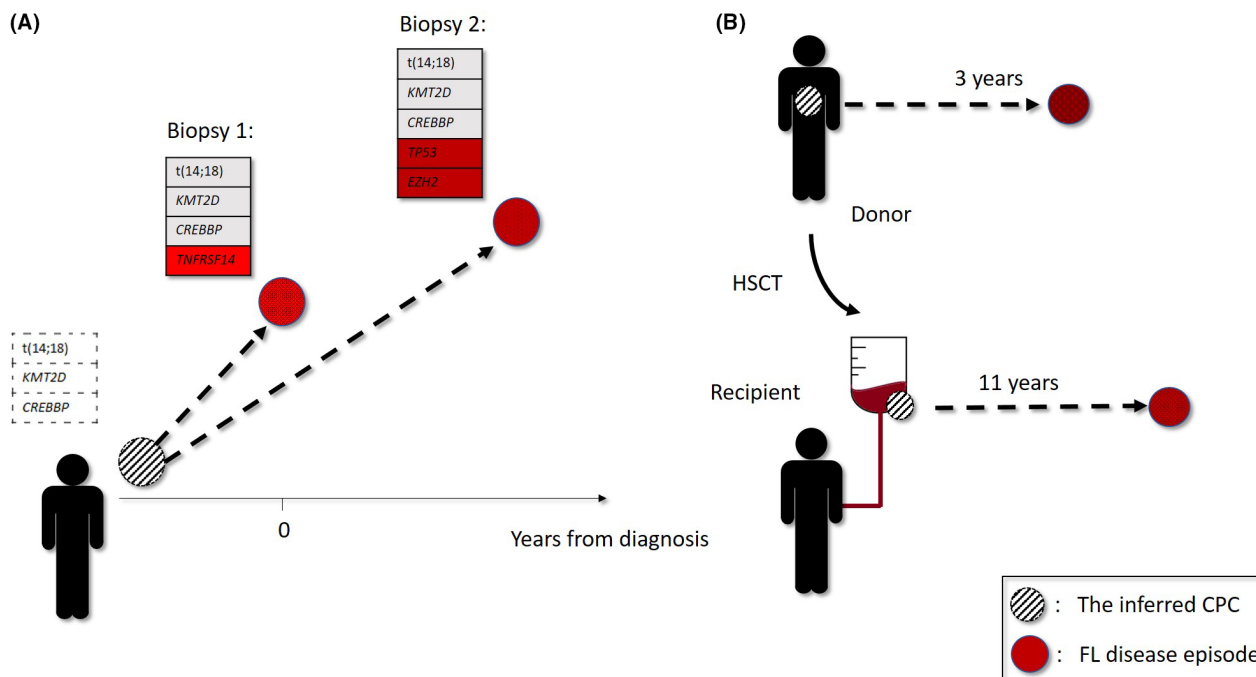 (A)
Biopsy 2:
t(14;18)
KMT2D
CREBBP
TP53
EZH2
Biopsy 1:
t(14;18)
KMT2D
CREBBP
TNFRSF14
t(14;18)
KMT2D
CREBBP
0
Years from diagnosis
(B)
3 years
Donor
HSCT
Recipient
11 years
: The inferred CPC
: FL disease episode